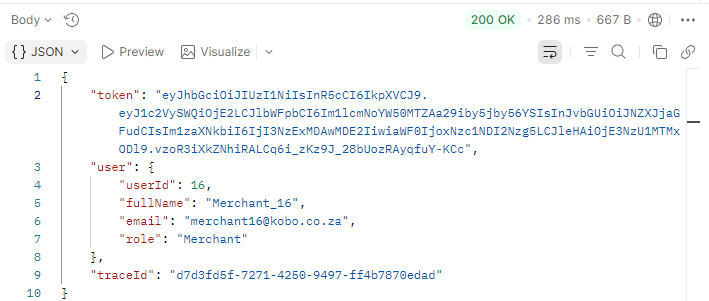 Body
200 OK • 286 ms • 667 B
{} JSON Preview Visualize
1 {
2 "token": "eyJhbGciOiJIUzI1NiIsInR5cCI6IkpXVCJ9.
eyJ1c2VySWQiOjE2LCJlbWFpbCI6Im1lcmNoYW50MTZAa29iby5jby56YSIsInJvbGUiOiJNZXJjaG
FudCIsIm1zaXNkbiI6IjI3NzExMDAwMDE2IiwiaWF0IjoxNzc1NDI2Nzg5LCJleHAiOjE3NzU1MTMx
ODl9.vzoR3iXkZNhiRALCq6i_zKz9J_28bUozRAyqfuY-KCc",
3 "user": {
4 "userId": 16,
5 "fullName": "Merchant_16",
6 "email": "merchant16@kobo.co.za",
7 "role": "Merchant"
8 },
9 "traceId": "d7d3fd5f-7271-4250-9497-ff4b7870edad"
10 }